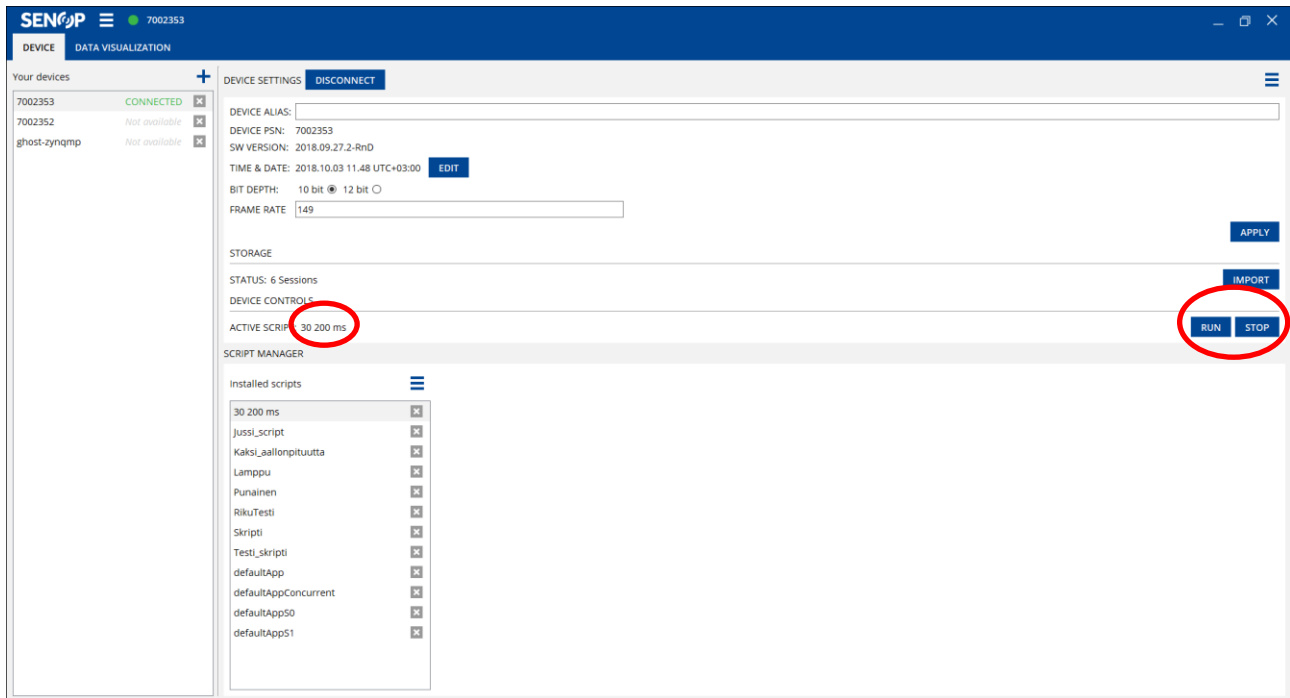 SENOP 7002353
DEVICE DATA VISUALIZATION
Your devices
7002353 CONNECTED
7002352 Not available
ghost-zynqmp Not available
DEVICE SETTINGS DISCONNECT
DEVICE ALIAS:
DEVICE PSN: 7002353
SW VERSION: 2018.09.27.2-RnD
TIME & DATE: 2018.10.03 11.48 UTC+03:00 EDIT
BIT DEPTH: 10 bit 12 bit
FRAME RATE 149
APPLY
STORAGE
STATUS: 6 Sessions IMPORT
DEVICE CONTROLS
ACTIVE SCRIPT: 30 200 ms RUN STOP
SCRIPT MANAGER
Installed scripts
30 200 ms
Jussi_script
Kaksi_aallonpituutta
Lamppu
Punainen
RikuTesti
Skripti
Testi_skripti
defaultApp
defaultAppConcurrent
defaultAppS0
defaultAppS1